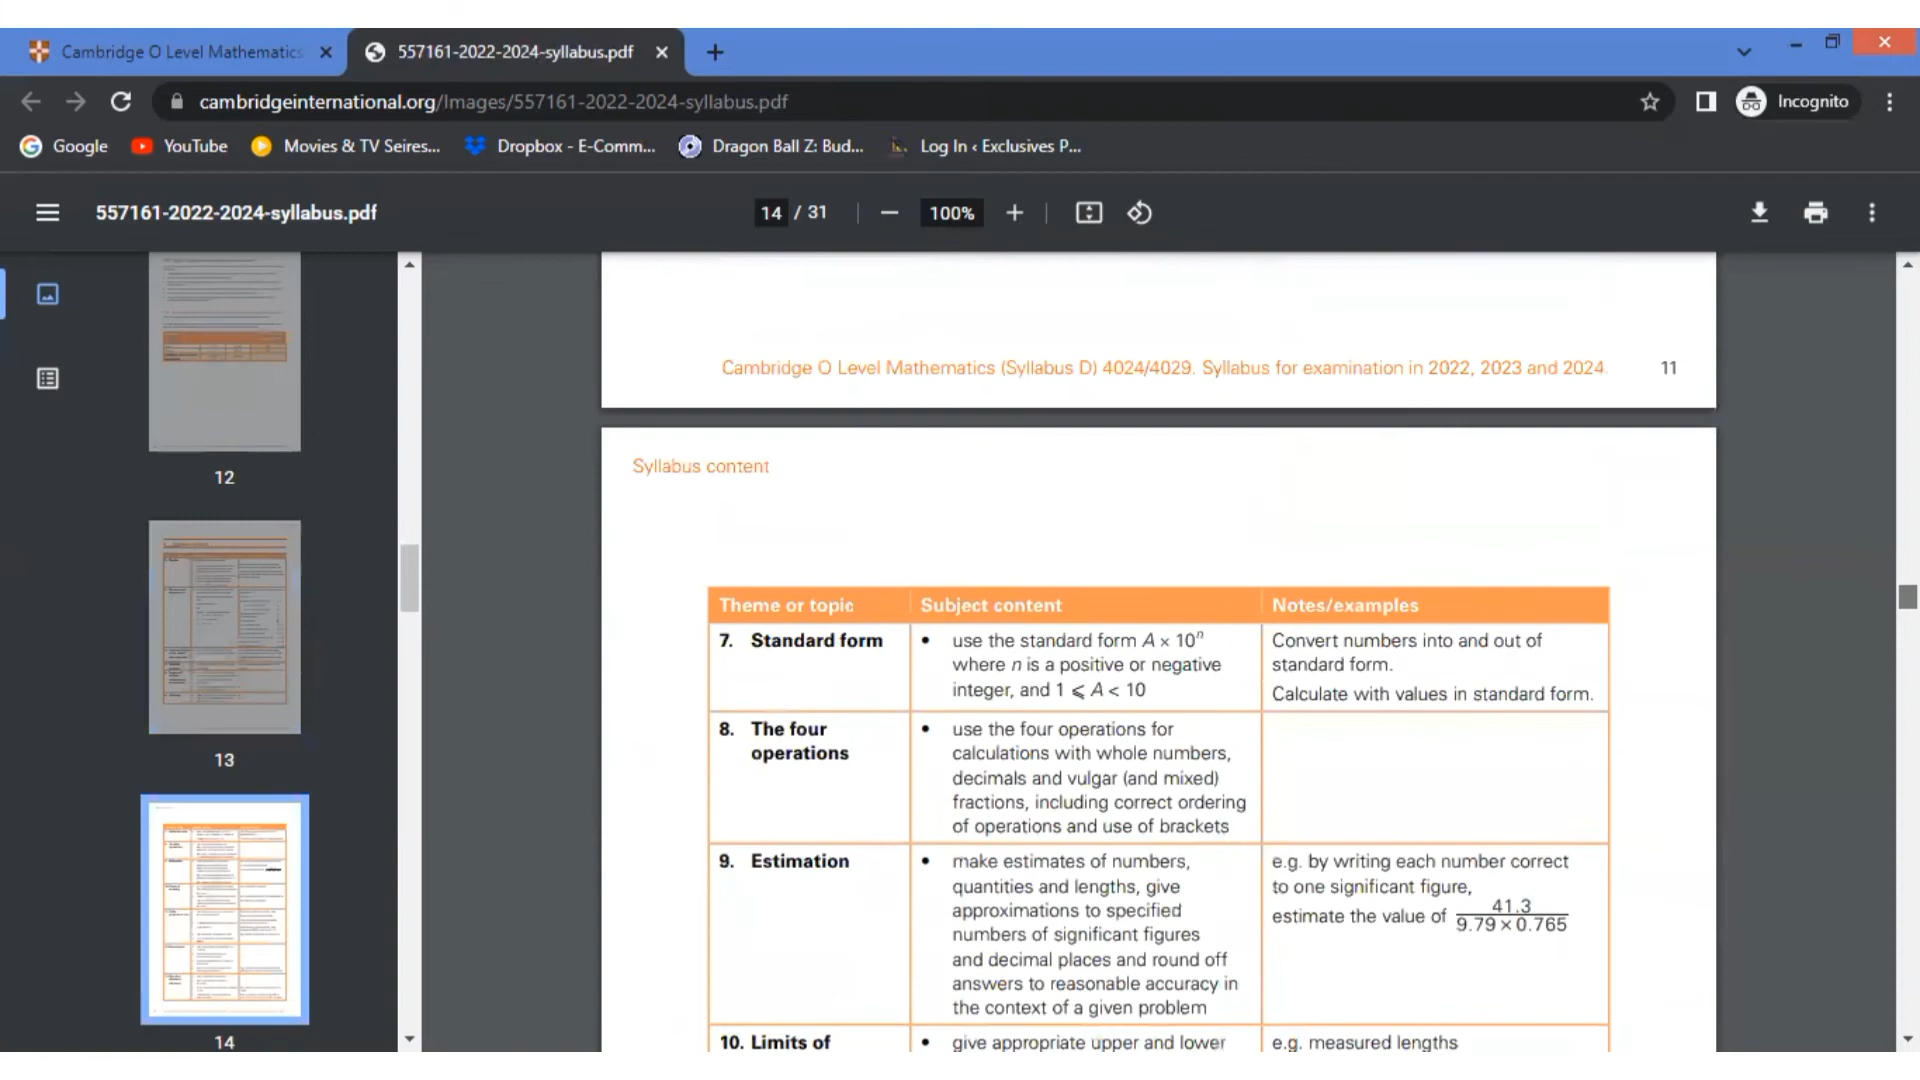 Cambridge O Level Mathematics
557161-2022-2024-syllabus.pdf
cambridgeinternational.org/Images/557161-2022-2024-syllabus.pdf
Incognito
Google
YouTube
Movies & TV Seires...
Dropbox - E-Comm...
Dragon Ball Z: Bud...
Log In ‹ Exclusives P...
557161-2022-2024-syllabus.pdf
14 / 31
100%
12
13
14
Cambridge O Level Mathematics (Syllabus D) 4024/4029. Syllabus for examination in 2022, 2023 and 2024. 11
Syllabus content
Theme or topic Subject content Notes/examples
7. Standard form
• use the standard form A × 10ⁿ
where n is a positive or negative
integer, and 1 ⩽ A < 10
Convert numbers into and out of
standard form.
Calculate with values in standard form.
8. The four
operations
• use the four operations for
calculations with whole numbers,
decimals and vulgar (and mixed)
fractions, including correct ordering
of operations and use of brackets
9. Estimation
• make estimates of numbers,
quantities and lengths, give
approximations to specified
numbers of significant figures
and decimal places and round off
answers to reasonable accuracy in
the context of a given problem
e.g. by writing each number correct
to one significant figure,
estimate the value of 41.3 / 9.79 × 0.765
10. Limits of
• give appropriate upper and lower
e.g. measured lengths